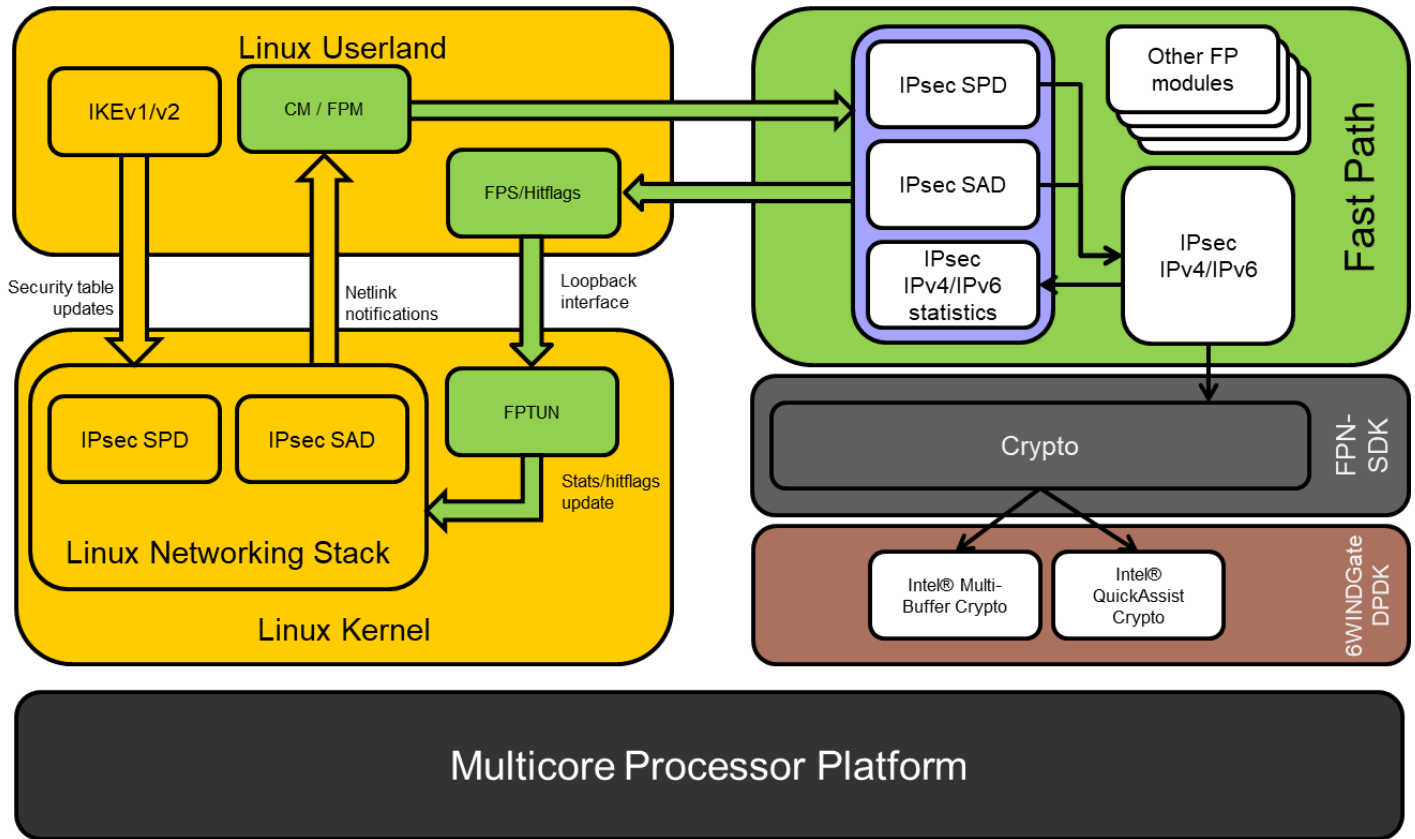 Linux Userland
IKEv1/v2
CM / FPM
FPS/Hitflags
Security table
updates
Netlink
notifications
Loopback
interface
IPsec SPD
IPsec SAD
FPTUN
Stats/hitflags
update
Linux Networking Stack
Linux Kernel
IPsec SPD
IPsec SAD
IPsec
IPv4/IPv6
statistics
Other FP
modules
IPsec
IPv4/IPv6
Fast Path
Crypto
FPN-
SDK
Intel® Multi-
Buffer Crypto
Intel®
QuickAssist
Crypto
6WINDGate
DPDK
Multicore Processor Platform